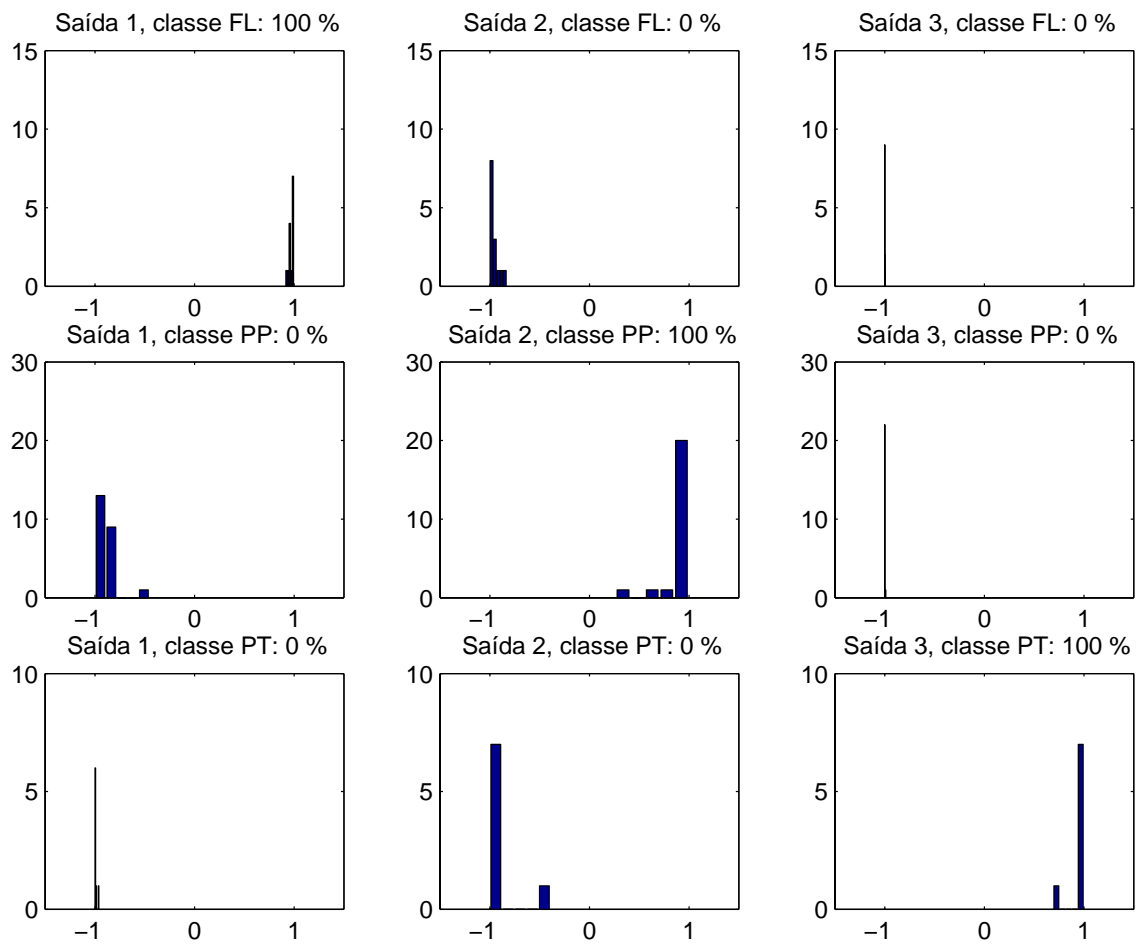 Saída 1, classe FL: 100 %
Saída 2, classe FL: 0 %
Saída 3, classe FL: 0 %
15
10
5
0
−1 0 1
15
10
5
0
−1 0 1
15
10
5
0
−1 0 1
Saída 1, classe PP: 0 %
Saída 2, classe PP: 100 %
Saída 3, classe PP: 0 %
30
20
10
0
−1 0 1
30
20
10
0
−1 0 1
30
20
10
0
−1 0 1
Saída 1, classe PT: 0 %
Saída 2, classe PT: 0 %
Saída 3, classe PT: 100 %
10
5
0
−1 0 1
10
5
0
−1 0 1
10
5
0
−1 0 1